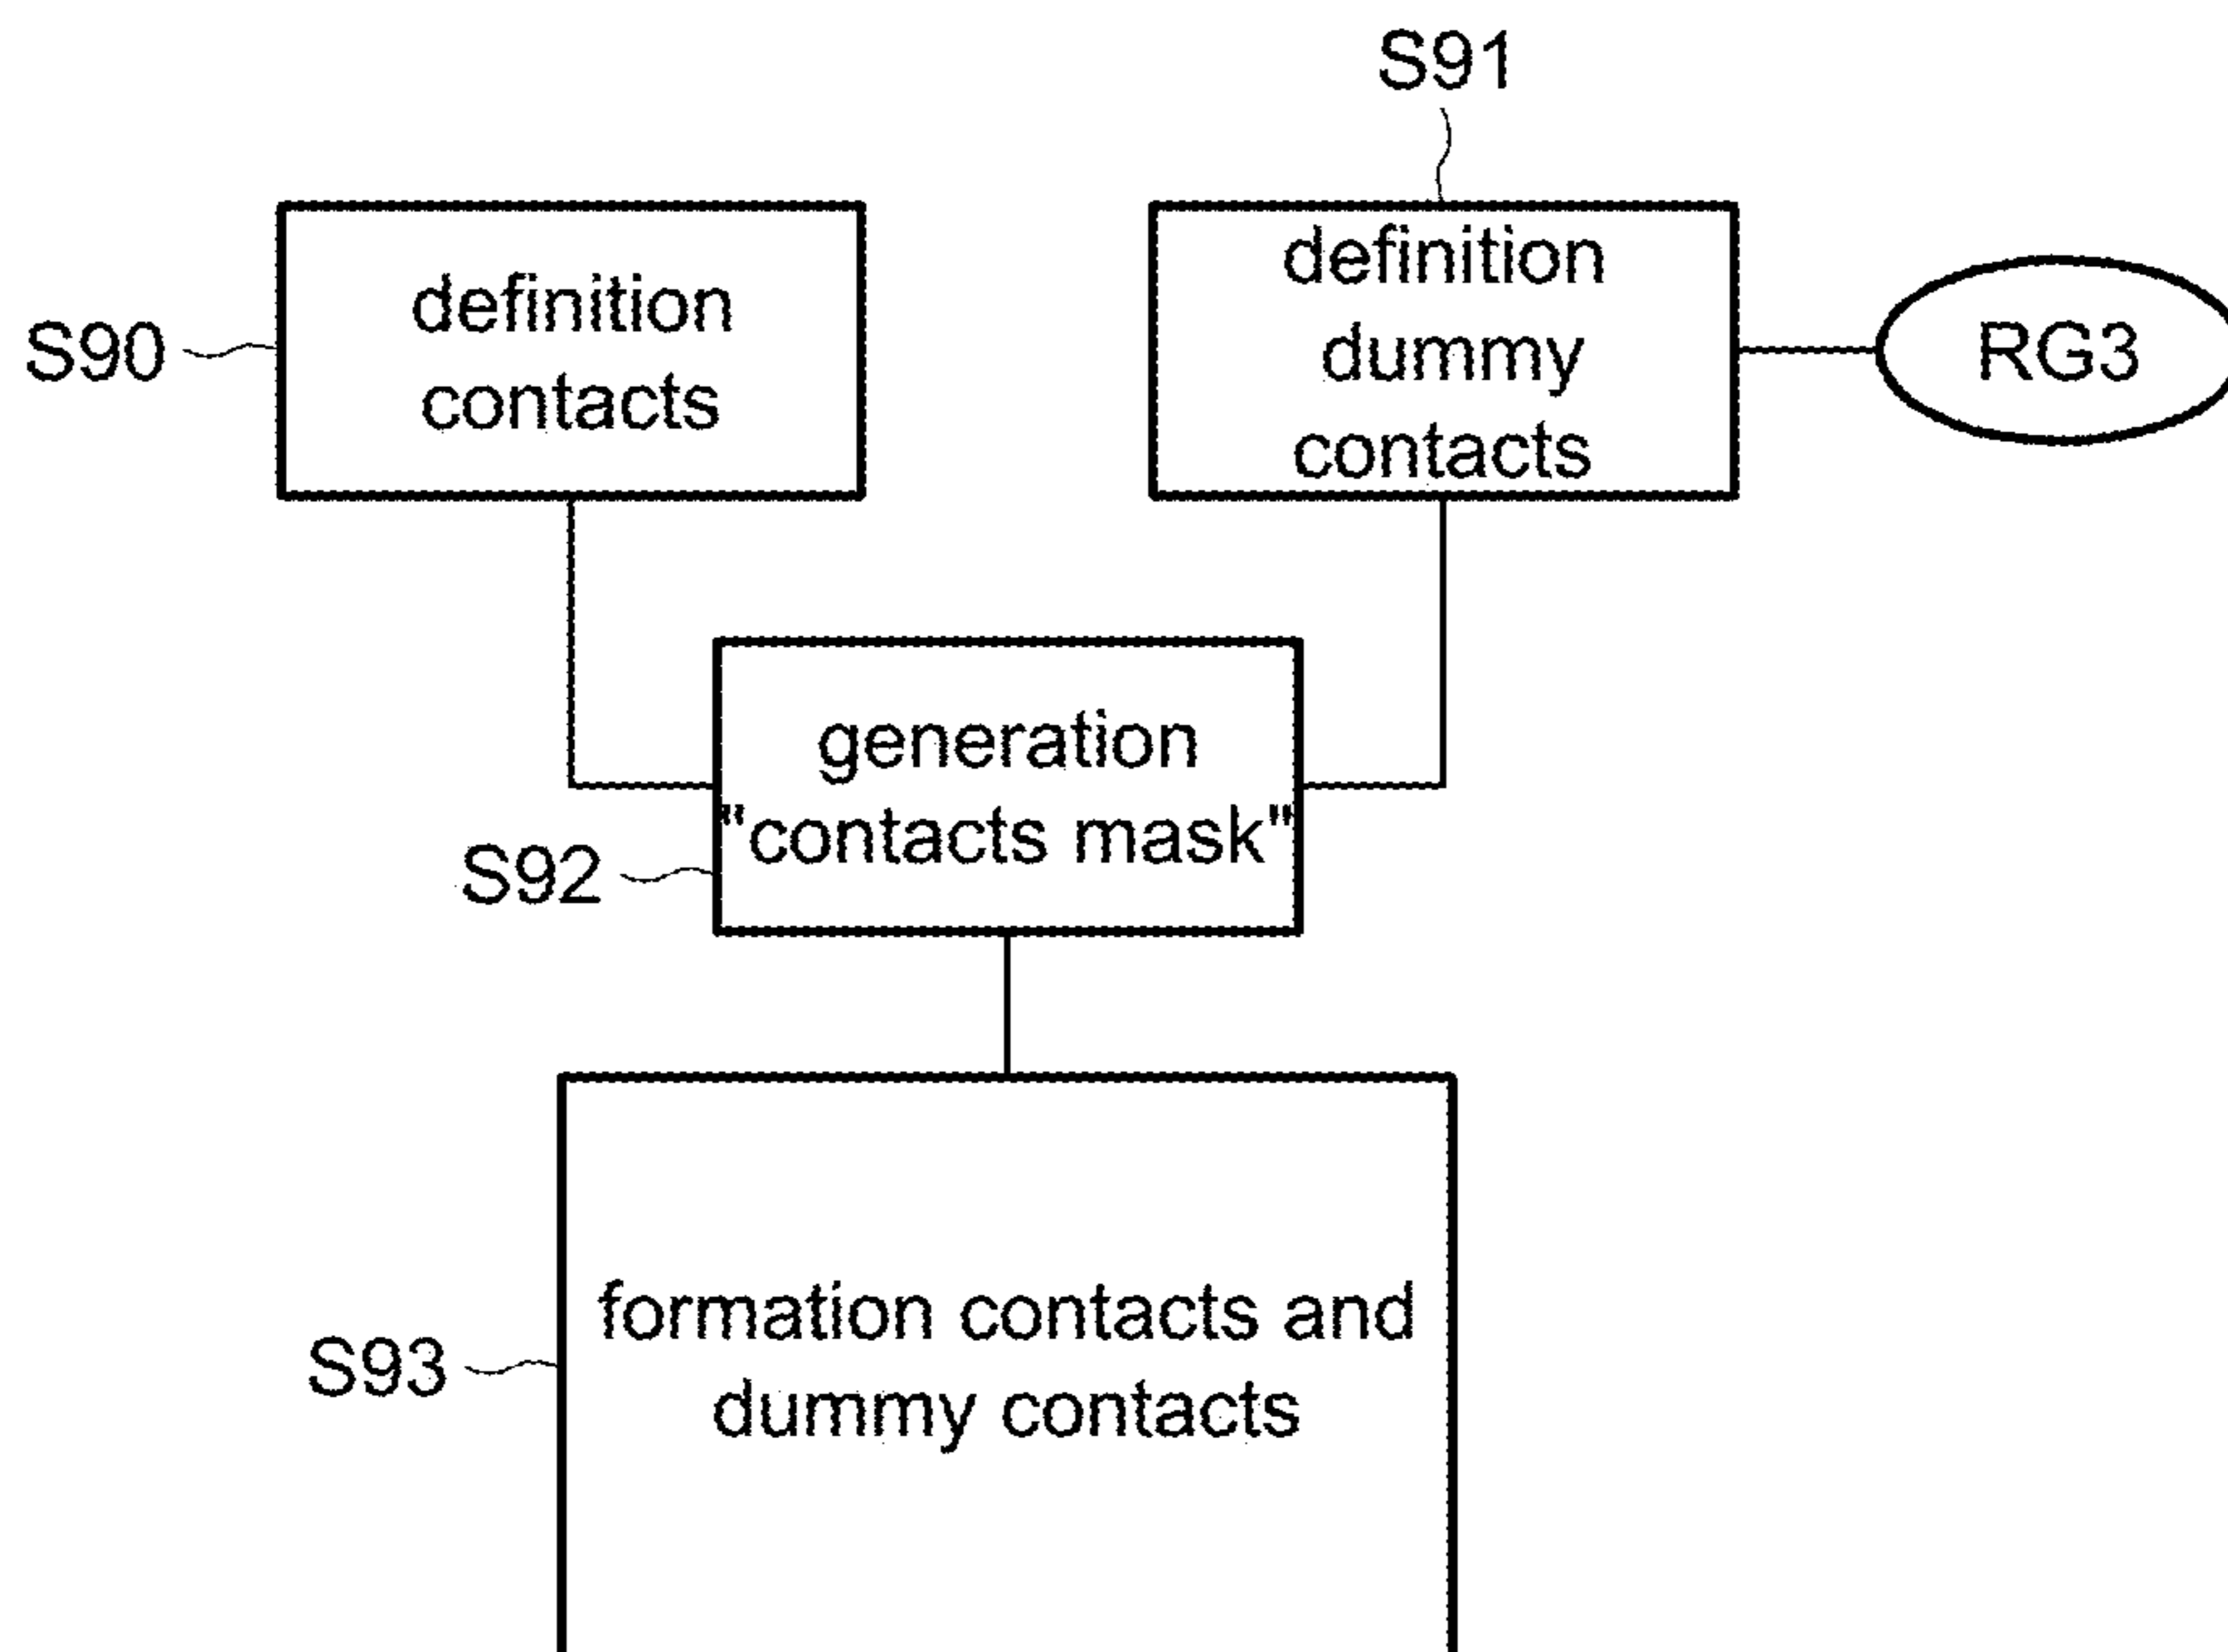 S91
definition
contacts
S90
definition
dummy
contacts
RG3
generation
"contacts mask"
S92
formation contacts and
dummy contacts
S93